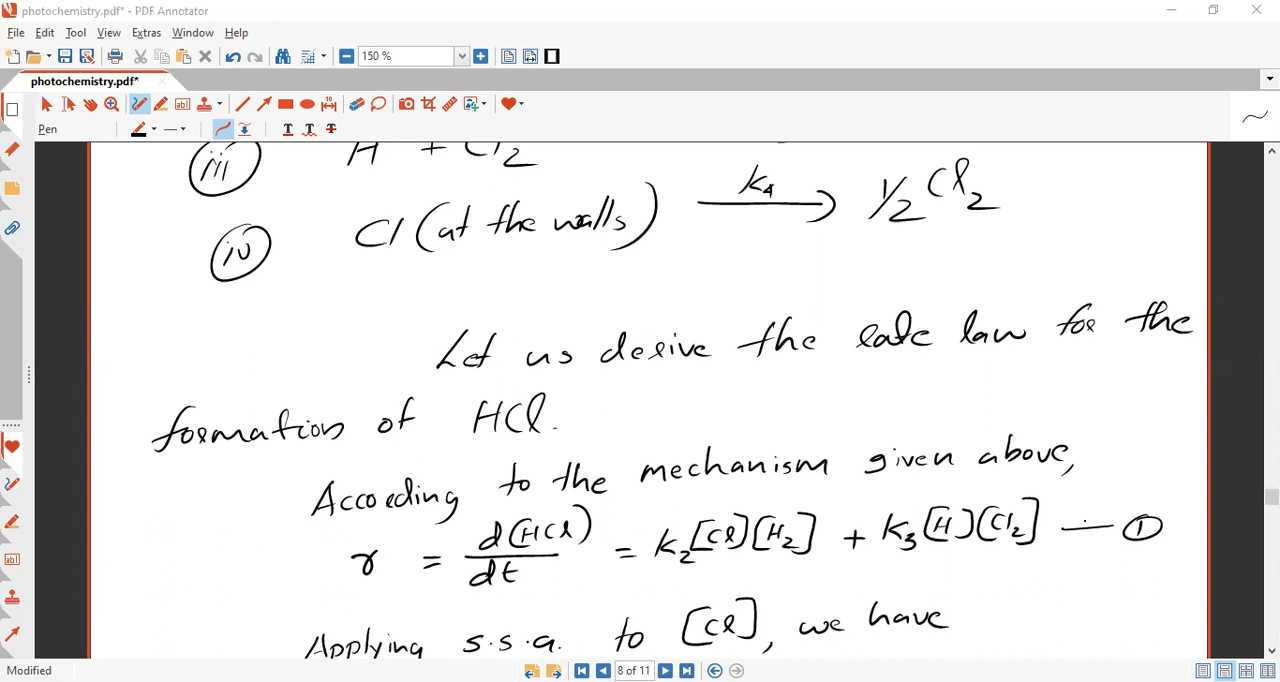 photochemistry.pdf* - PDF Annotator
File Edit Tool View Extras Window Help
150 %
photochemistry.pdf*
Pen
iii H + Cl2
iv Cl (at the walls) k4 → 1/2 Cl2
Let us derive the rate law for the
formation of HCl.
According to the mechanism given above,
r = d[HCl]/dt = k2[Cl][H2] + k3[H][Cl2] — 1
Applying s.s.a. to [Cl], we have
Modified
8 of 11